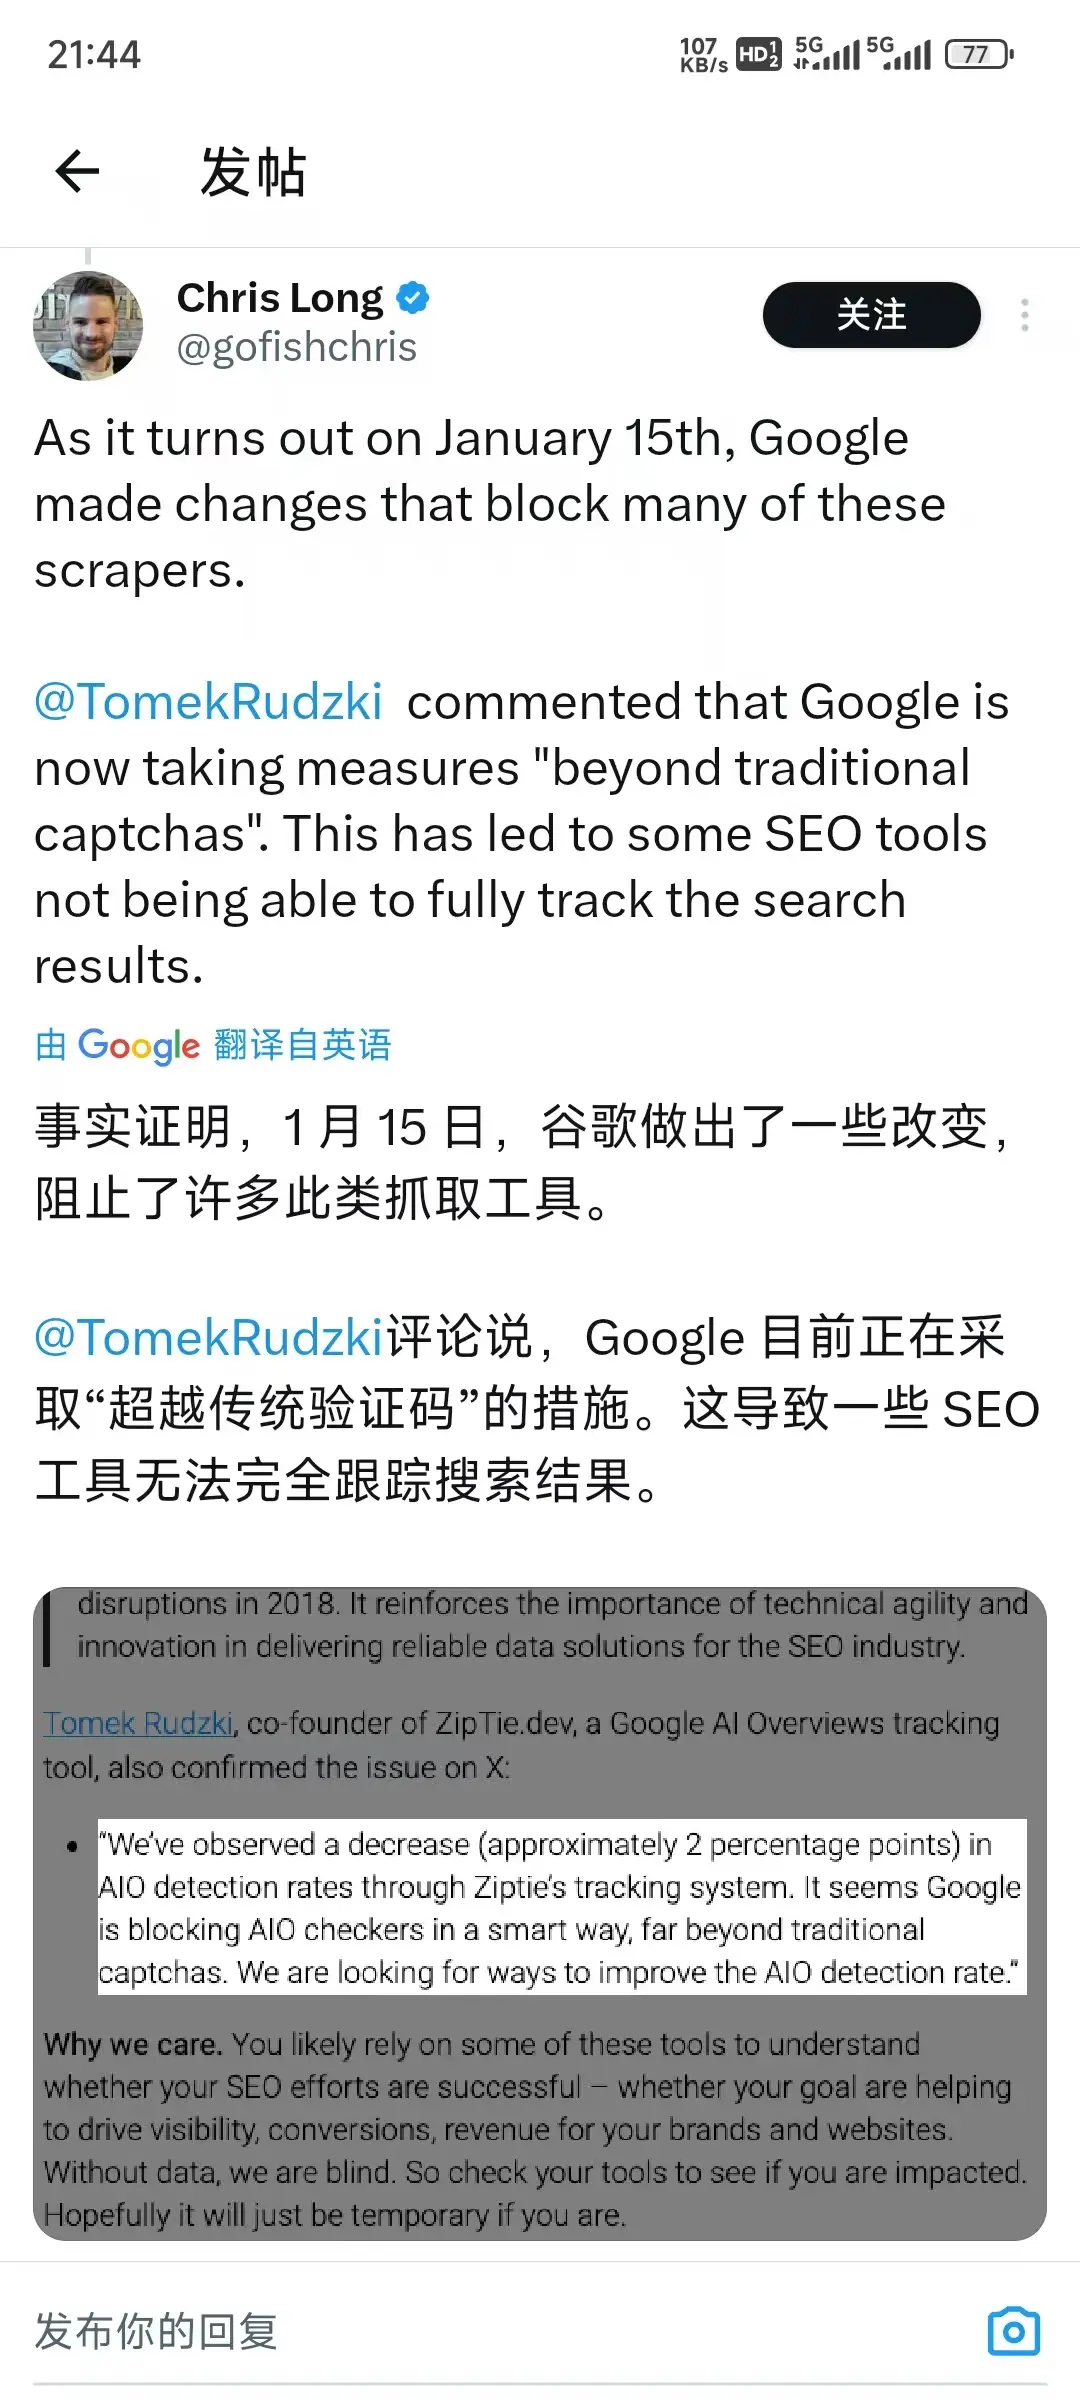 21:44
107 KB/s HD 1 2 5G 5G 77
发帖
Chris Long
@gofishchris
关注
As it turns out on January 15th, Google
made changes that block many of these
scrapers.
@TomekRudzki commented that Google is
now taking measures "beyond traditional
captchas". This has led to some SEO tools
not being able to fully track the search
results.
由 Google 翻译自英语
事实证明，1 月 15 日，谷歌做出了一些改变，
阻止了许多此类抓取工具。
@TomekRudzki评论说，Google 目前正在采
取“超越传统验证码”的措施。这导致一些 SEO
工具无法完全跟踪搜索结果。
disruptions in 2018. It reinforces the importance of technical agility and
innovation in delivering reliable data solutions for the SEO industry.
Tomek Rudzki, co-founder of ZipTie.dev, a Google AI Overviews tracking
tool, also confirmed the issue on X:
• “We’ve observed a decrease (approximately 2 percentage points) in
AIO detection rates through Ziptie’s tracking system. It seems Google
is blocking AIO checkers in a smart way, far beyond traditional
captchas. We are looking for ways to improve the AIO detection rate.”
Why we care. You likely rely on some of these tools to understand
whether your SEO efforts are successful – whether your goal are helping
to drive visibility, conversions, revenue for your brands and websites.
Without data, we are blind. So check your tools to see if you are impacted.
Hopefully it will just be temporary if you are.
发布你的回复